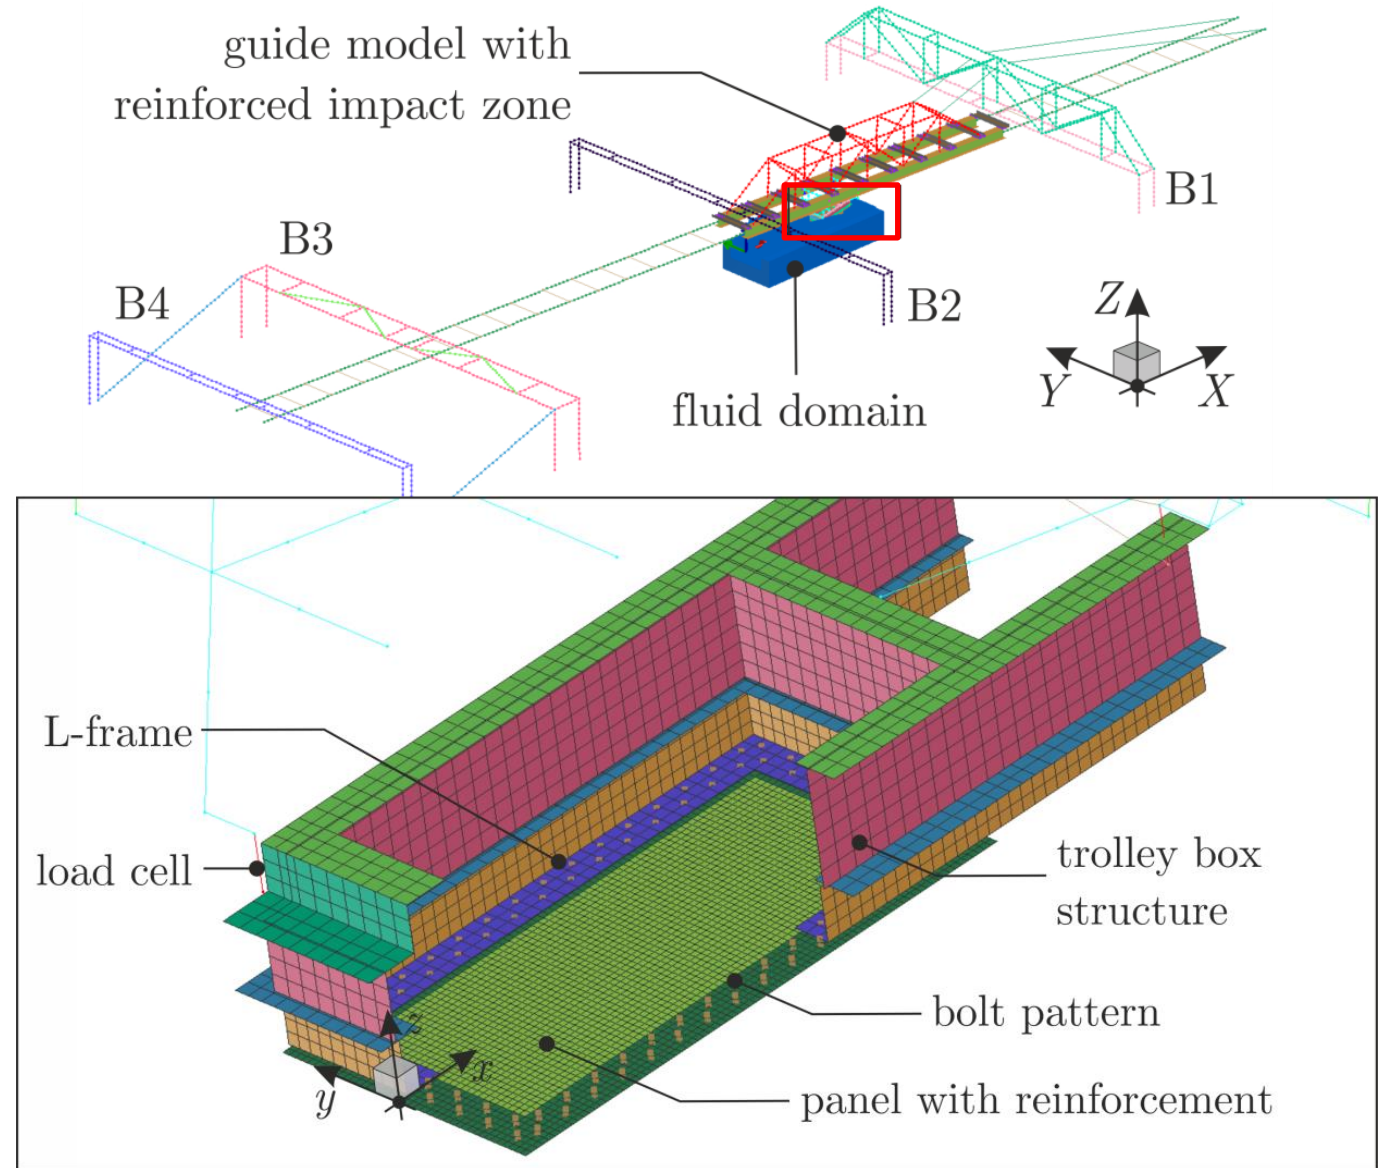 guide model with
reinforced impact zone
B1
B3
B4
B2
Z
Y
X
fluid domain
L-frame
load cell
trolley box
structure
bolt pattern
z
x
y
panel with reinforcement